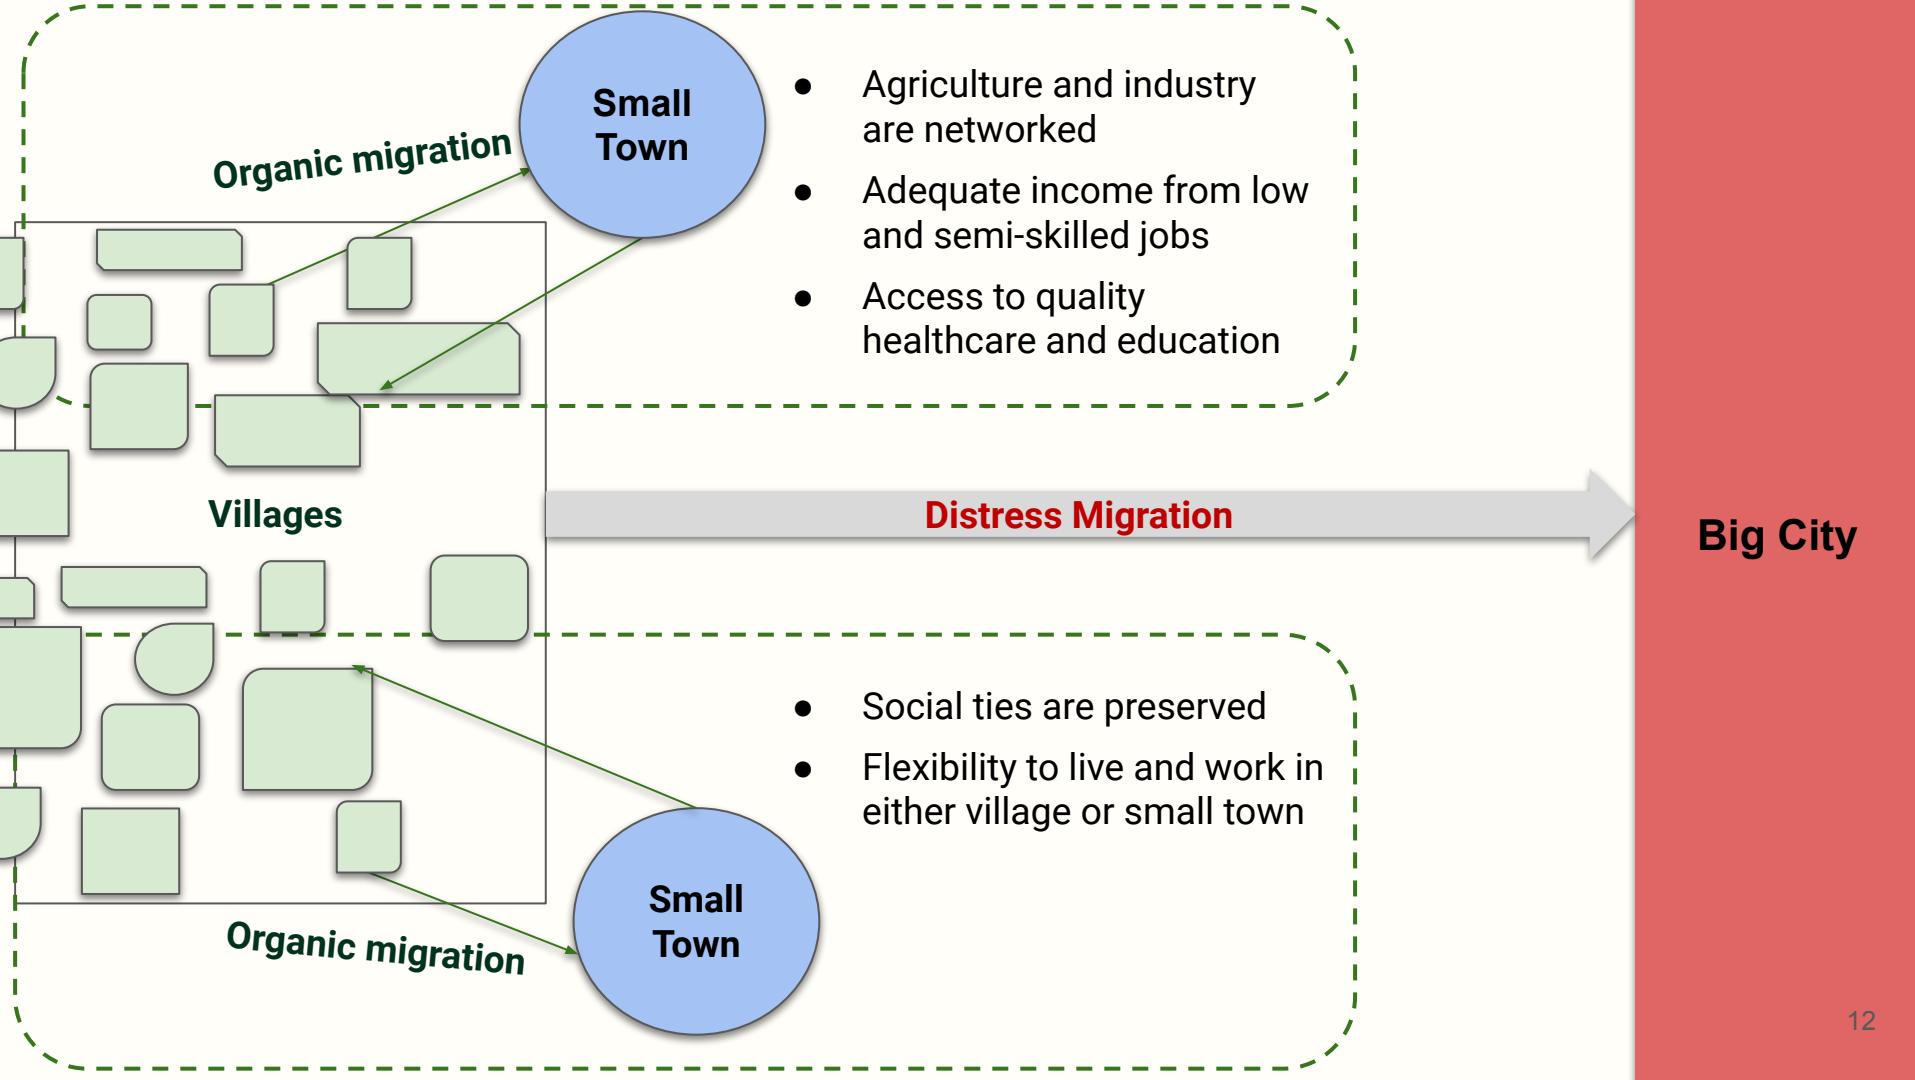 Small
Town
Organic migration
● Agriculture and industry
are networked
● Adequate income from low
and semi-skilled jobs
● Access to quality
healthcare and education
Villages
Distress Migration
Big City
● Social ties are preserved
● Flexibility to live and work in
either village or small town
Small
Town
Organic migration
12